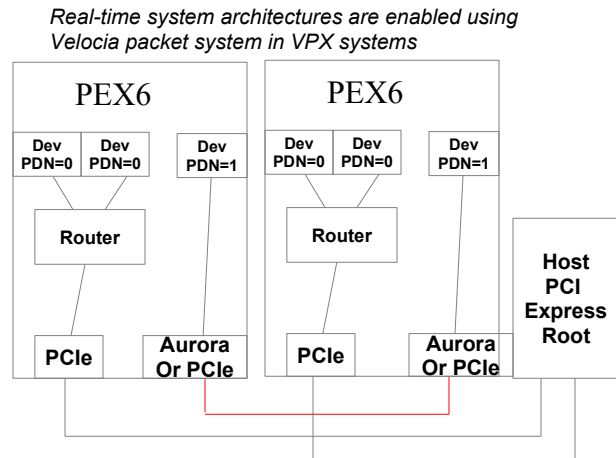 Real-time system architectures are enabled using
Velocia packet system in VPX systems
PEX6
Dev
PDN=0
Dev
PDN=0
Dev
PDN=1
Router
PCIe
Aurora
Or PCIe
PEX6
Dev
PDN=0
Dev
PDN=0
Dev
PDN=1
Router
PCIe
Aurora
Or PCIe
Host
PCI
Express
Root